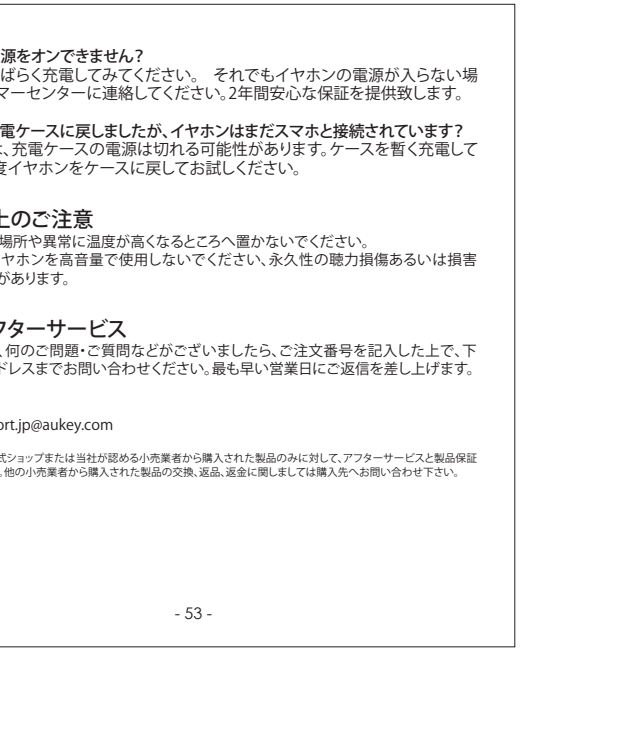 源をオンできません？
ばらく充電してみてください。 それでもイヤホンの電源が入らない場
マーセンターに連絡してください。2年間安心な保証を提供致します。
電ケースに戻しましたが、イヤホンはまだスマホと接続されています？
、充電ケースの電源は切れる可能性があります。ケースを暫く充電して
度イヤホンをケースに戻してお試しください。
上のご注意
場所や異常に温度が高くなるところへ置かないでください。
ヤホンを高音量で使用しないでください、永久性の聴力損傷あるいは損害
があります。
フターサービス
、何のご問題・ご質問などがございましたら、ご注文番号を記入した上で、下
ドレスまでお問い合わせください。最も早い営業日にご返信を差し上げます。
ort.jp@aukey.com
式ショップまたは当社が認める小売業者から購入された製品のみに対して、アフターサービスと製品保証
。他の小売業者から購入された製品の交換、返品、返金に関しましては購入先へお問い合わせ下さい。
- 53 -